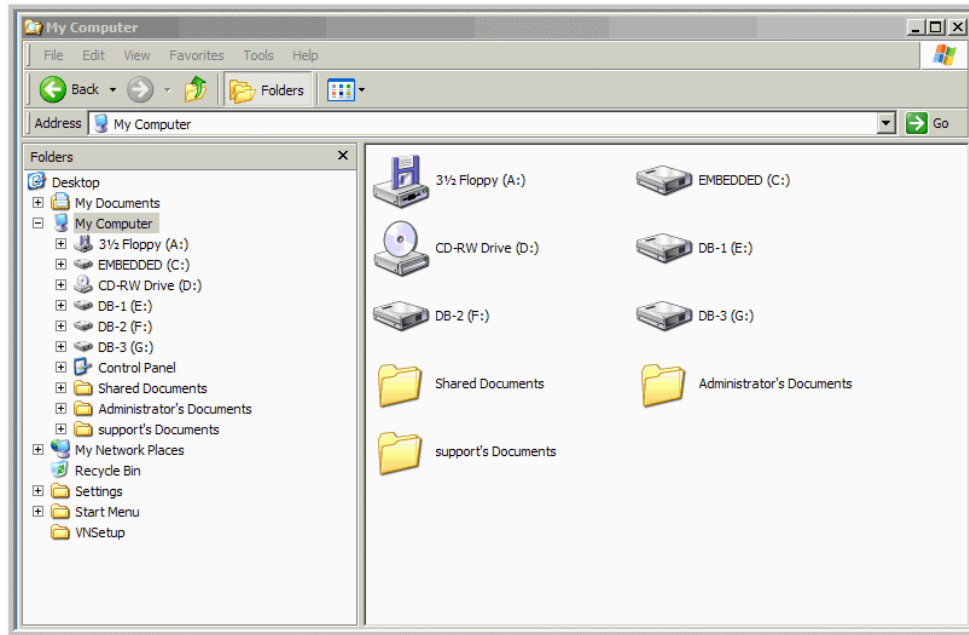 My Computer
File Edit View Favorites Tools Help
Back Folders
Address My Computer Go
Folders
Desktop
My Documents
My Computer
3½ Floppy (A:)
EMBEDDED (C:)
CD-RW Drive (D:)
DB-1 (E:)
DB-2 (F:)
DB-3 (G:)
Control Panel
Shared Documents
Administrator's Documents
support's Documents
My Network Places
Recycle Bin
Settings
Start Menu
VNSetup
3½ Floppy (A:) EMBEDDED (C:)
CD-RW Drive (D:) DB-1 (E:)
DB-2 (F:) DB-3 (G:)
Shared Documents Administrator's Documents
support's Documents